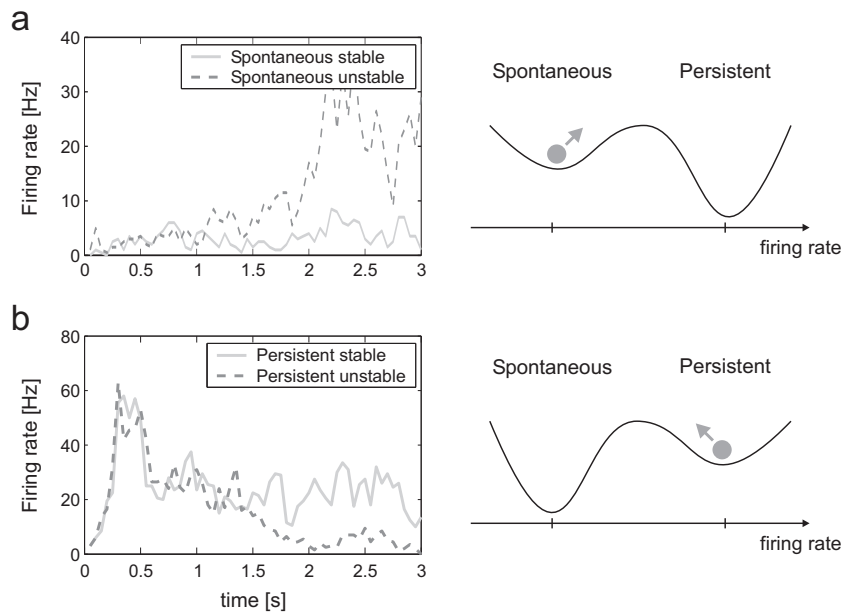 a
Firing rate [Hz]
40
30
20
10
0
Spontaneous stable
Spontaneous unstable
0 0.5 1 1.5 2 2.5 3
Spontaneous Persistent
firing rate
b
Firing rate [Hz]
80
60
40
20
0
Persistent stable
Persistent unstable
0 0.5 1 1.5 2 2.5 3
time [s]
Spontaneous Persistent
firing rate